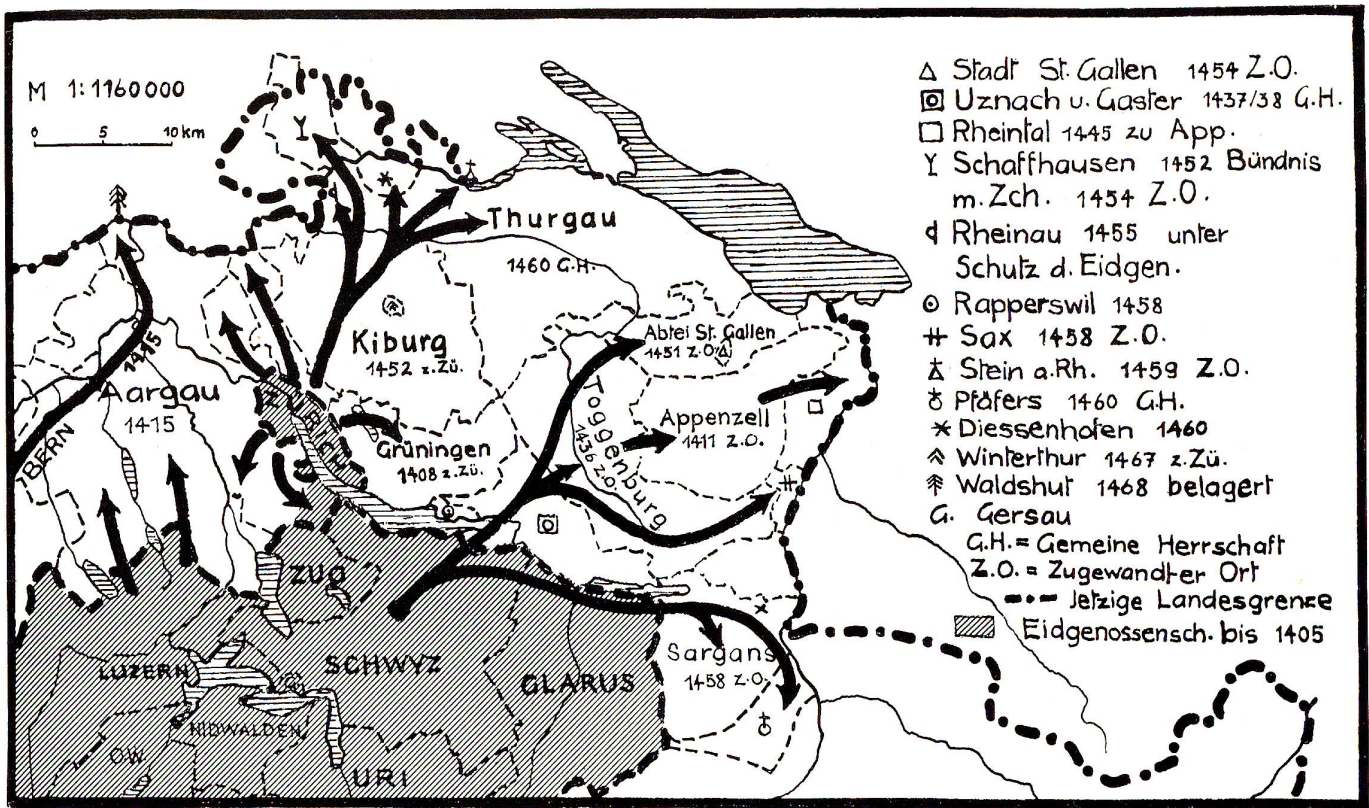 M 1:1160 000
0 5 10 km
Thurgau
1460 G.H.
Kiburg
1452 z.Zü.
Abtei St. Gallen
1451 Z.O.
Aargau
1415
1415
BERN
ZÜRICH
Grüningen
1408 z.Zü.
Toggenburg
1436 Z.O.
Appenzell
1411 Z.O.
ZUG
LUZERN
SCHWYZ
GLARUS
Sargans
1458 Z.O.
NIDWALDEN
O.W.
URI
Stadt St. Gallen 1454 Z.O.
Uznach u. Gaster 1437/38 G.H.
Rheintal 1445 zu App.
Schaffhausen 1452 Bündnis
m. Zch. 1454 Z.O.
Rheinau 1455 unter
Schutz d. Eidgen.
Rapperswil 1458
Sax 1458 Z.O.
Stein a.Rh. 1459 Z.O.
Pfäfers 1460 G.H.
Diessenhofen 1460
Winterthur 1467 z.Zü.
Waldshut 1468 belagert
G. Gersau
G.H. = Gemeine Herrschaft
Z.O. = Zugewandter Ort
Jetzige Landesgrenze
Eidgenossensch. bis 1405